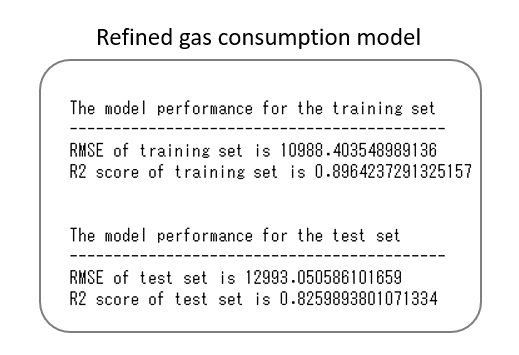 Refined gas consumption model
The model performance for the training set
-------------------------------------------
RMSE of training set is 10988.403548989136
R2 score of training set is 0.8964237291325157
The model performance for the test set
-------------------------------------------
RMSE of test set is 12993.050586101659
R2 score of test set is 0.8259893801071334